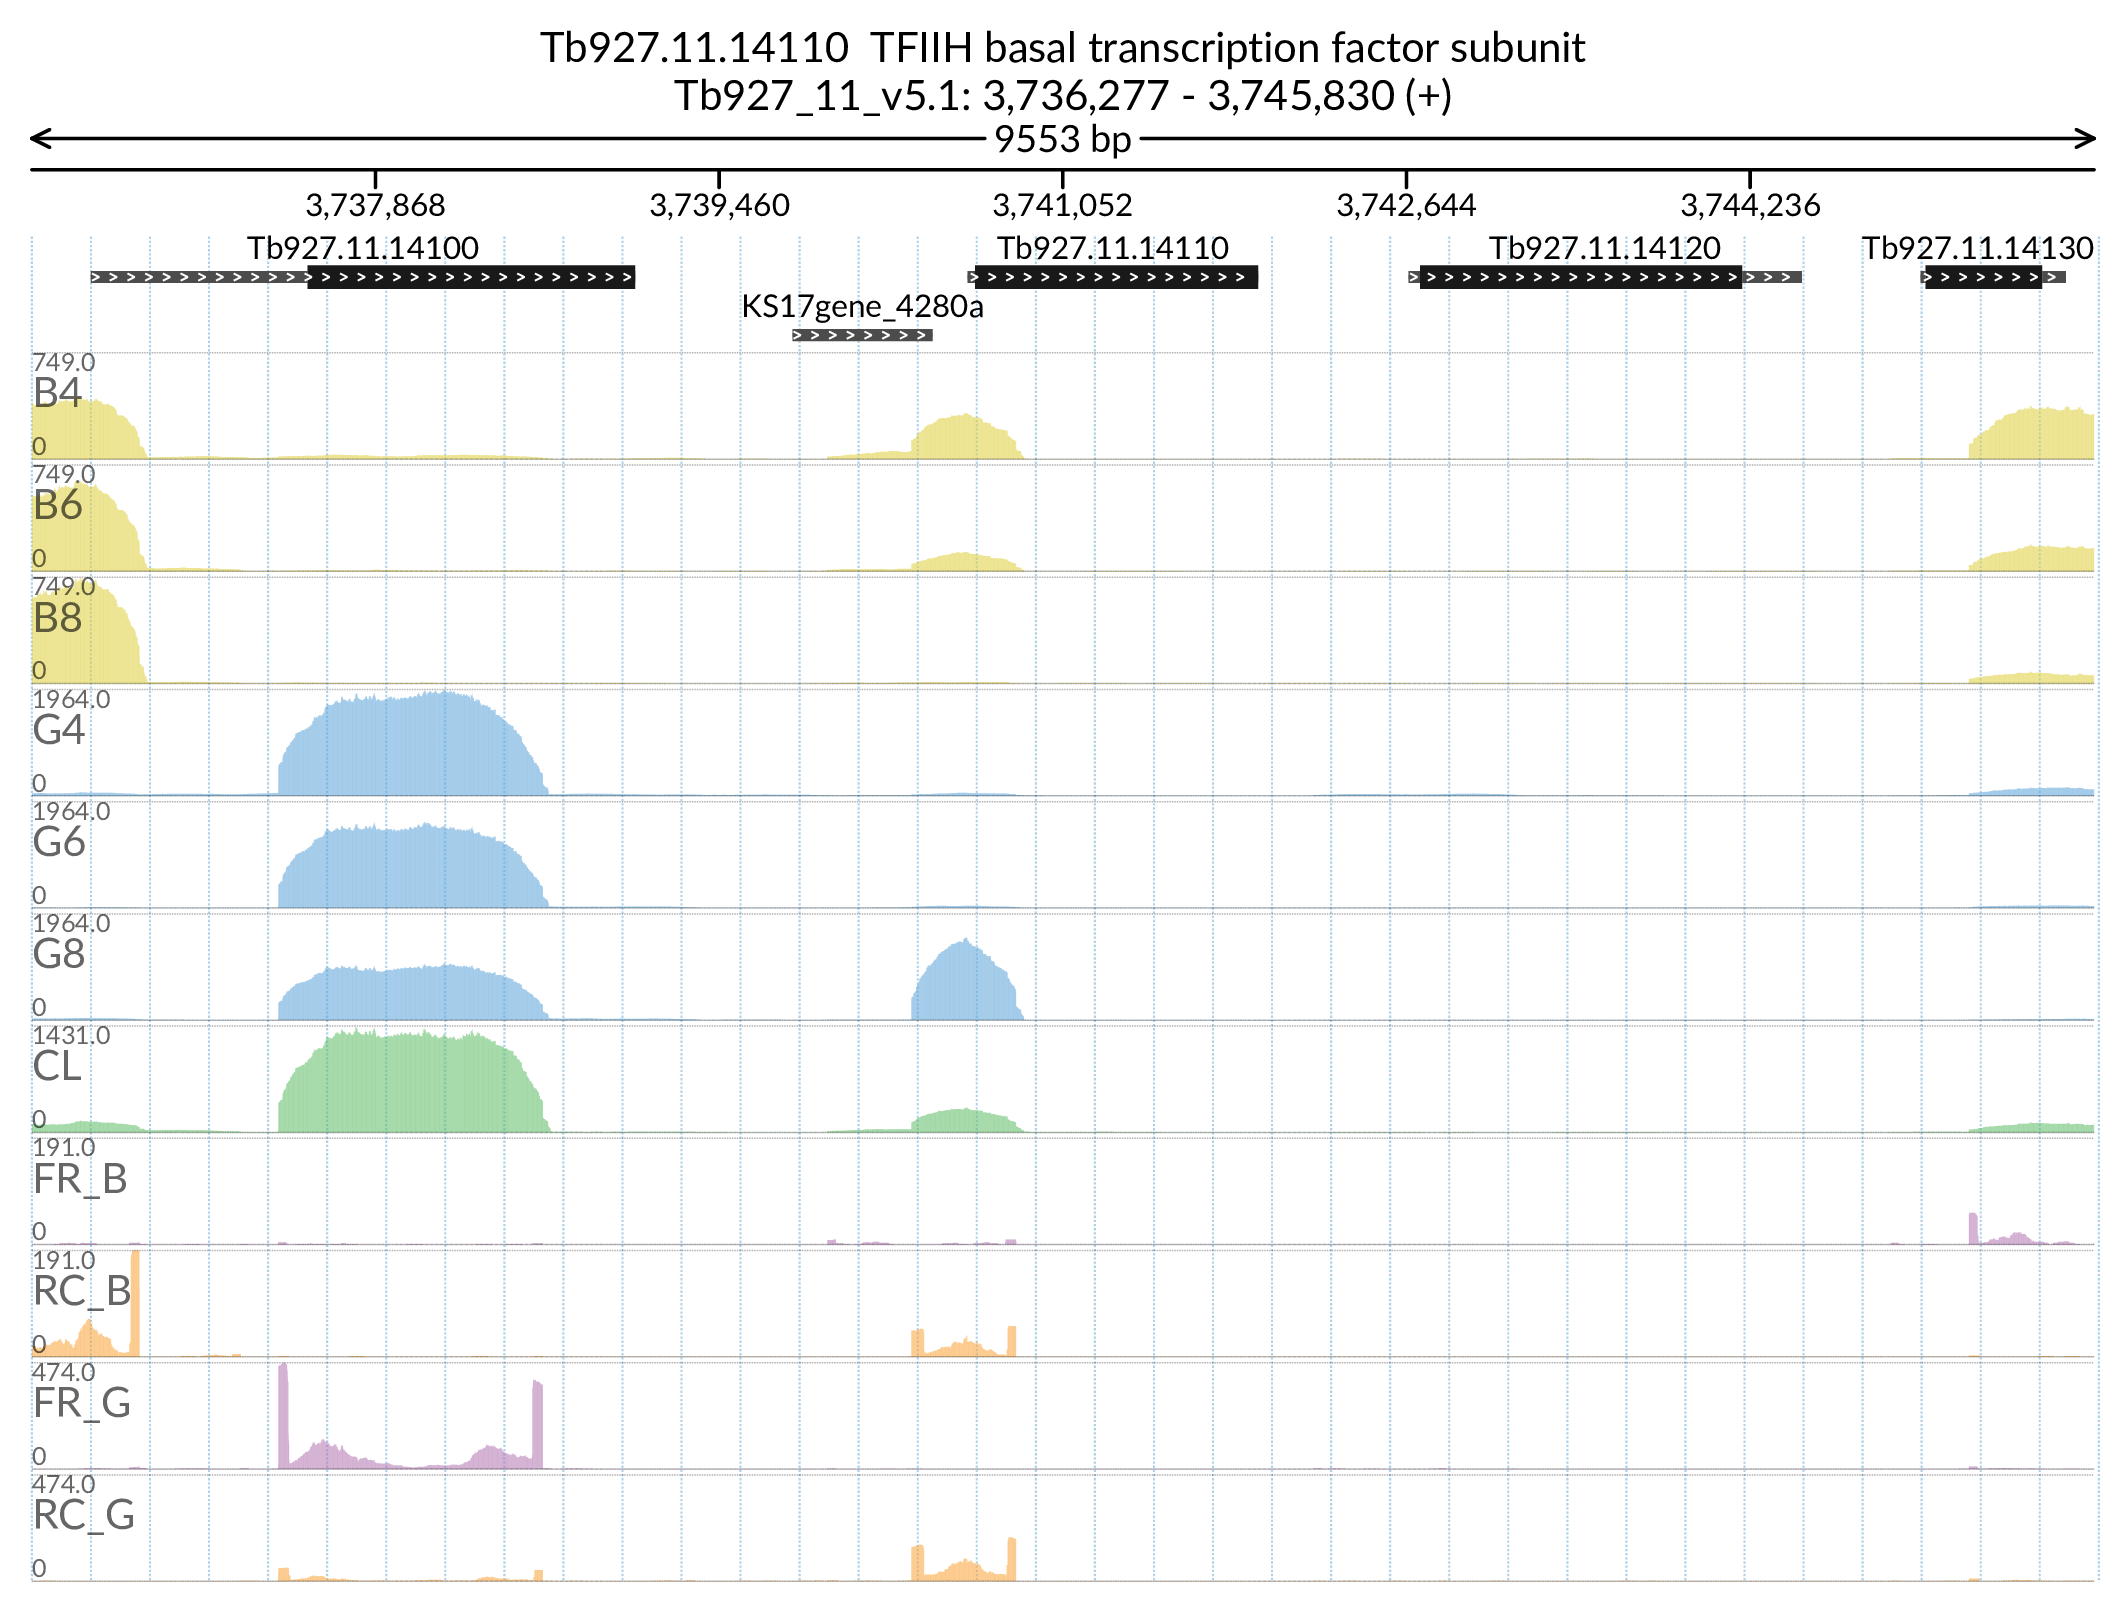 Tb927.11.14110  TFIIH basal transcription factor subunit
Tb927_11_v5.1: 3,736,277 - 3,745,830 (+)
9553 bp
3,737,868 3,739,460 3,741,052 3,742,644 3,744,236
Tb927.11.14100 Tb927.11.14110 Tb927.11.14120 Tb927.11.14130
KS17gene_4280a
749.0
B4
0
749.0
B6
0
749.0
B8
0
1964.0
G4
0
1964.0
G6
0
1964.0
G8
0
1431.0
CL
0
191.0
FR_B
0
191.0
RC_B
0
474.0
FR_G
0
474.0
RC_G
0